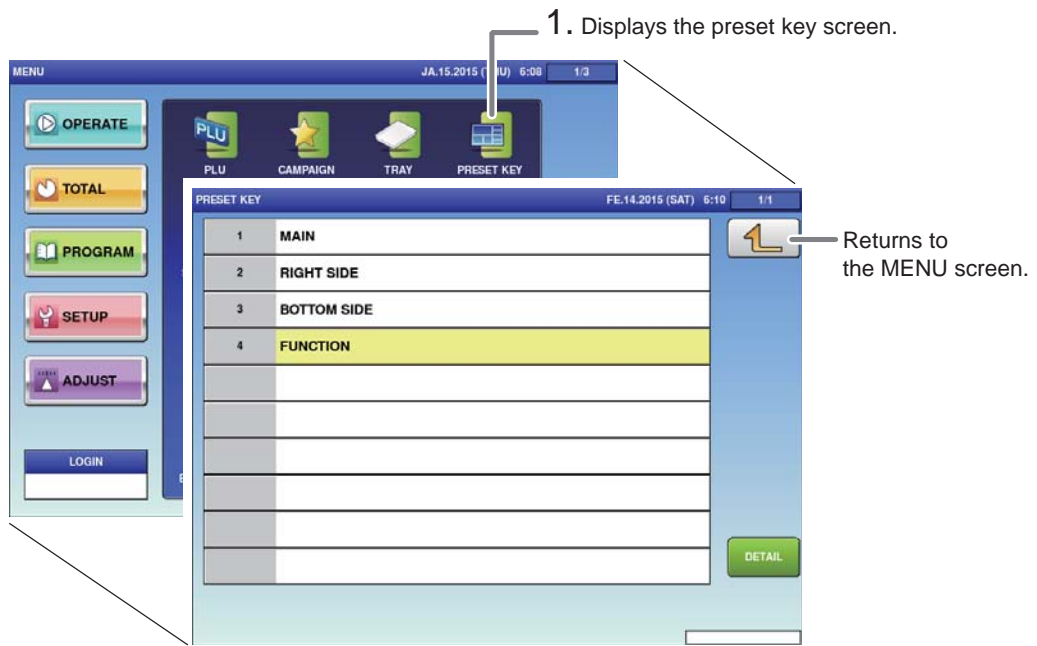 1. Displays the preset key screen.
MENU
JA.15.2015 (THU) 6:08 1/3
OPERATE
TOTAL
PROGRAM
SETUP
ADJUST
LOGIN
PLU
PLU CAMPAIGN TRAY PRESET KEY
PRESET KEY
FE.14.2015 (SAT) 6:10 1/1
1 MAIN
2 RIGHT SIDE
3 BOTTOM SIDE
4 FUNCTION
DETAIL
Returns to
the MENU screen.